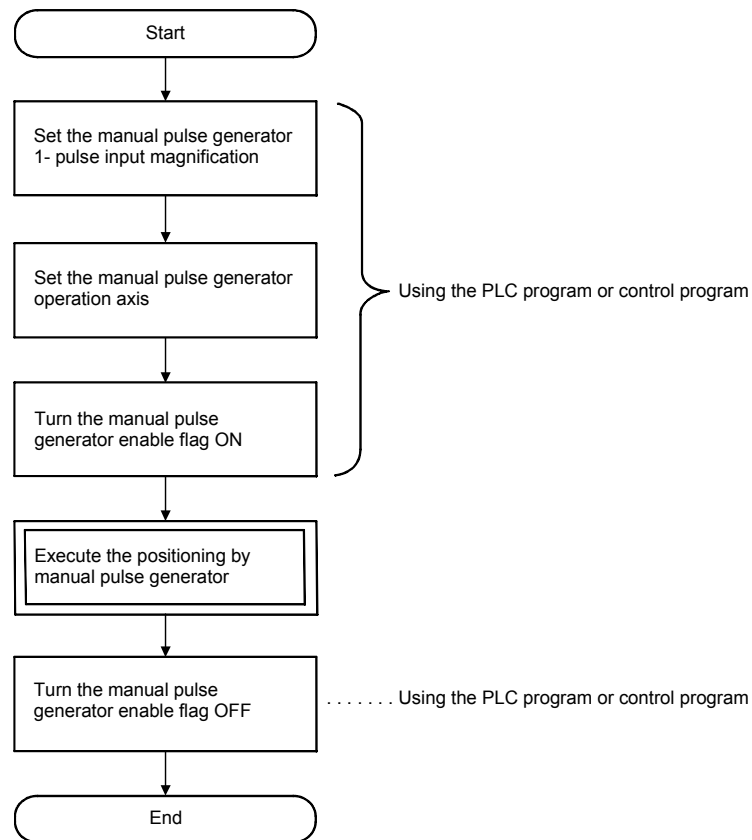 Start
Set the manual pulse generator
1- pulse input magnification
Set the manual pulse generator
operation axis
Using the PLC program or control program
Turn the manual pulse
generator enable flag ON
Execute the positioning by
manual pulse generator
Turn the manual pulse
generator enable flag OFF
. . . . . . . Using the PLC program or control program
End